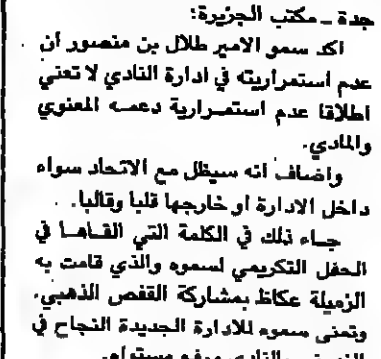 جدة ـ مكتب الجزيرة:
اكد سمو الامير طلال بن منصور ان
عدم استمراريته في ادارة النادي لا تعني
اطلاقا عدم استمرارية دعمه المعنوي
والمادي.
واضاف انه سيظل مع الاتحاد سواء
داخل الادارة او خارجها قلبا وقالبا.
جاء ذلك في الكلمة التي القاها في
الحفل التكريمي لسموه والذي قامت به
الزميلة عكاظ بمشاركة القفص الذهبي.
وتمنى سموه للادارة الجديدة النجاح في